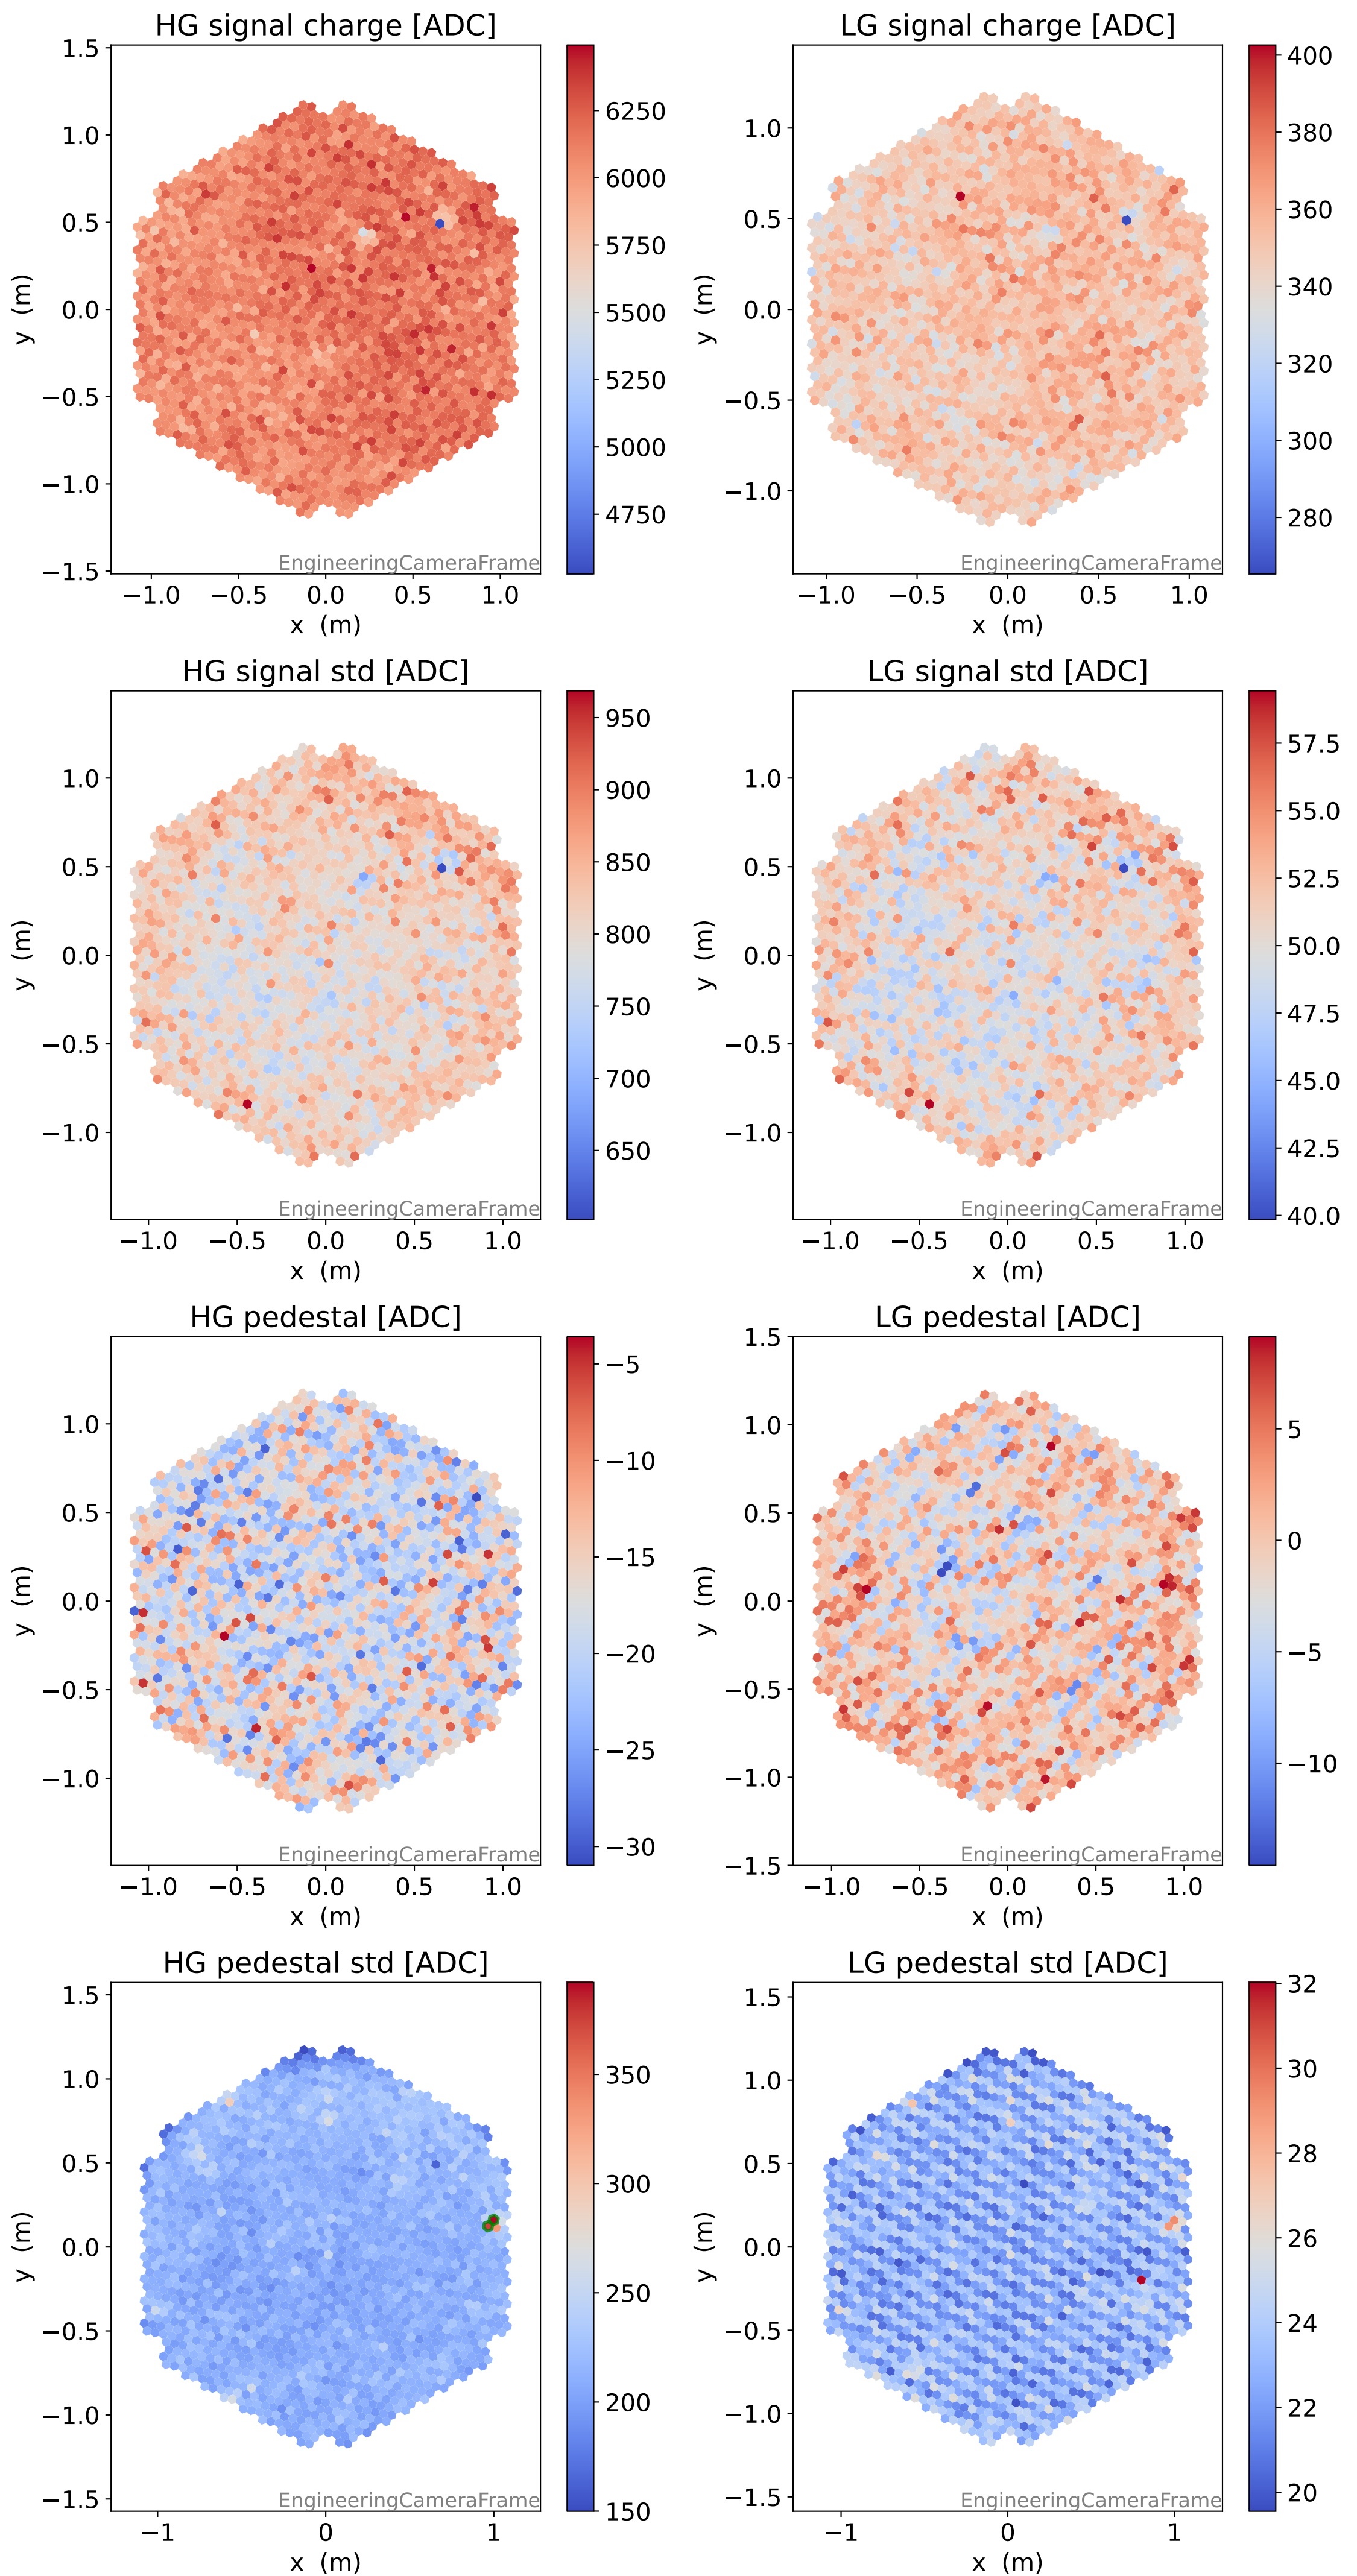 HG signal charge [ADC]
LG signal charge [ADC]
1.5
1.0
0.5
0.0
−0.5
−1.0
−1.5
y (m)
−1.0 −0.5 0.0 0.5 1.0
x (m)
EngineeringCameraFrame
6250
6000
5750
5500
5250
5000
4750
1.0
0.5
0.0
−0.5
−1.0
y (m)
−1.0 −0.5 0.0 0.5 1.0
x (m)
EngineeringCameraFrame
400
380
360
340
320
300
280
HG signal std [ADC]
LG signal std [ADC]
1.0
0.5
0.0
−0.5
−1.0
y (m)
−1.0 −0.5 0.0 0.5 1.0
x (m)
EngineeringCameraFrame
950
900
850
800
750
700
650
1.0
0.5
0.0
−0.5
−1.0
y (m)
−1.0 −0.5 0.0 0.5 1.0
x (m)
EngineeringCameraFrame
57.5
55.0
52.5
50.0
47.5
45.0
42.5
40.0
HG pedestal [ADC]
LG pedestal [ADC]
1.0
0.5
0.0
−0.5
−1.0
y (m)
−1.0 −0.5 0.0 0.5 1.0
x (m)
EngineeringCameraFrame
−5
−10
−15
−20
−25
−30
1.5
1.0
0.5
0.0
−0.5
−1.0
−1.5
y (m)
−1.0 −0.5 0.0 0.5 1.0
x (m)
EngineeringCameraFrame
5
0
−5
−10
HG pedestal std [ADC]
LG pedestal std [ADC]
1.5
1.0
0.5
0.0
−0.5
−1.0
−1.5
y (m)
−1 0 1
x (m)
EngineeringCameraFrame
350
300
250
200
150
1.5
1.0
0.5
0.0
−0.5
−1.0
−1.5
y (m)
−1 0 1
x (m)
EngineeringCameraFrame
32
30
28
26
24
22
20